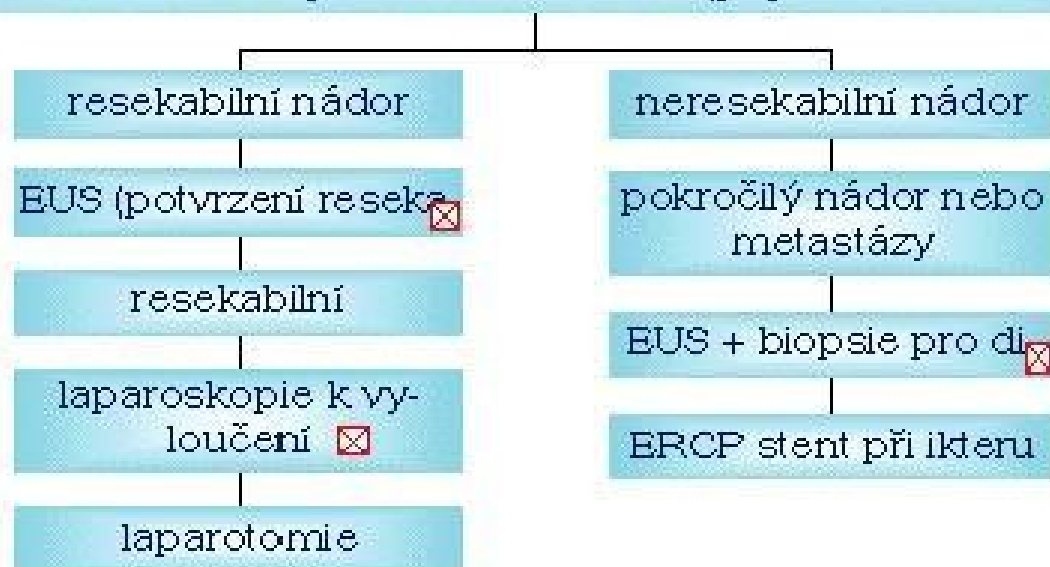 resekabilní nádor
EUS (potvrzení reseka
resekabilní
laparoskopie k vy-
loučení
laparotomie
neresekabilní nádor
pokročilý nádor nebo
metastázy
EUS + biopsie pro di
ERCP stent při ikteru